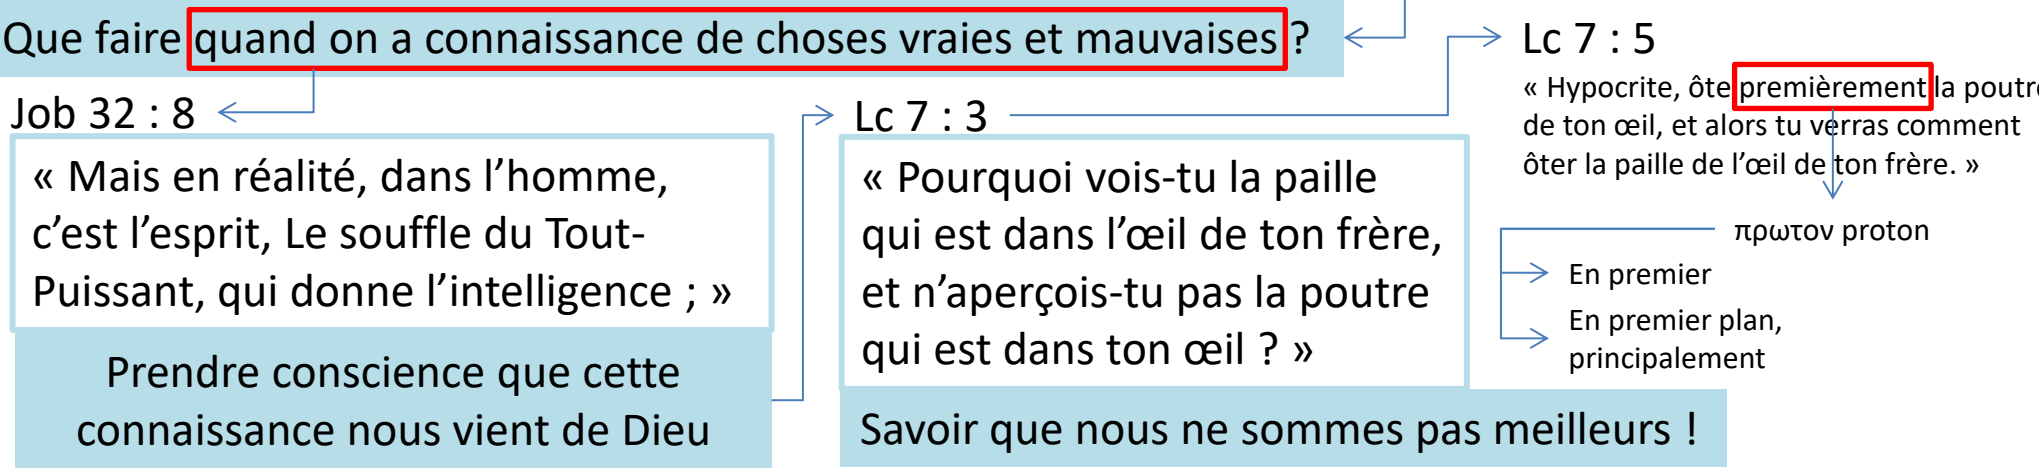 Que faire quand on a connaissance de choses vraies et mauvaises ?
Job 32 : 8
« Mais en réalité, dans l’homme,
c’est l’esprit, Le souffle du Tout-
Puissant, qui donne l’intelligence ; »
Prendre conscience que cette
connaissance nous vient de Dieu
Lc 7 : 3
« Pourquoi vois-tu la paille
qui est dans l’œil de ton frère,
et n’aperçois-tu pas la poutre
qui est dans ton œil ? »
Savoir que nous ne sommes pas meilleurs !
Lc 7 : 5
« Hypocrite, ôte premièrement la poutre
de ton œil, et alors tu verras comment
ôter la paille de l’œil de ton frère. »
πρωτον proton
En premier
En premier plan,
principalement